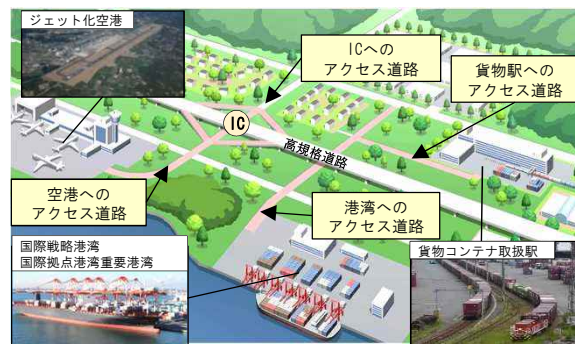 ジェット化空港
ICへの
アクセス道路
貨物駅への
アクセス道路
IC
高規格道路
空港への
アクセス道路
港湾への
アクセス道路
国際戦略港湾
国際拠点港湾重要港湾
貨物コンテナ取扱駅